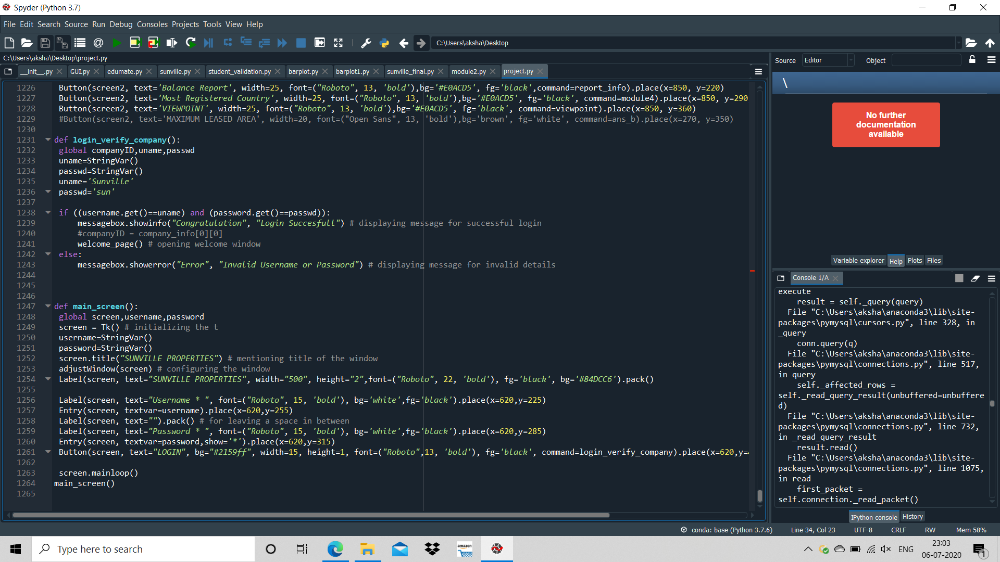 Spyder (Python 3.7)
File Edit Search Source Run Debug Consoles Projects Tools View Help
C:\Users\aksha\Desktop
C:\Users\aksha\Desktop\project.py
__init__.py GUI.py edumate.py sunville.py student_validation.py barplot.py barplot1.py sunville_final.py module2.py project.py
1226 Button(screen2, text='Balance Report', width=25, font=("Roboto", 13, 'bold'),bg='#E0ACD5', fg='black',command=report_info).place(x=850, y=220)
1227 Button(screen2, text='Most Registered Country', width=25, font=("Roboto", 13, 'bold'),bg='#E0ACD5', fg='black', command=module4).place(x=850, y=290
1228 Button(screen2, text='VIEWPOINT', width=25, font=("Roboto", 13, 'bold'),bg='#E0ACD5', fg='black', command=viewpoint).place(x=850, y=360)
1229 #Button(screen2, text='MAXIMUM LEASED AREA', width=20, font=("Open Sans", 13, 'bold'),bg='brown', fg='white', command=ans_b).place(x=270, y=350)
1230
1231 def login_verify_company():
1232 global companyID,uname,passwd
1233 uname=StringVar()
1234 passwd=StringVar()
1235 uname='Sunville'
1236 passwd='sun'
1237
1238 if ((username.get()==uname) and (password.get()==passwd)):
1239 messagebox.showinfo("Congratulation", "Login Succesfull") # displaying message for successful login
1240 #companyID = company_info[0][0]
1241 welcome_page() # opening welcome window
1242 else:
1243 messagebox.showerror("Error", "Invalid Username or Password") # displaying message for invalid details
1244
1245
1246
1247 def main_screen():
1248 global screen,username,password
1249 screen = Tk() # initializing the t
1250 username=StringVar()
1251 password=StringVar()
1252 screen.title("SUNVILLE PROPERTIES") # mentioning title of the window
1253 adjustWindow(screen) # configuring the window
1254 Label(screen, text="SUNVILLE PROPERTIES", width="500", height="2",font=("Roboto", 22, 'bold'), fg='black', bg='#84DCC6').pack()
1255
1256 Label(screen, text="Username * ", font=("Roboto", 15, 'bold'), bg='white',fg='black').place(x=620,y=225)
1257 Entry(screen, textvar=username).place(x=620,y=255)
1258 Label(screen, text="").pack() # for leaving a space in between
1259 Label(screen, text="Password * ", font=("Roboto", 15, 'bold'), bg='white',fg='black').place(x=620,y=285)
1260 Entry(screen, textvar=password,show='*').place(x=620,y=315)
1261 Button(screen, text="LOGIN", bg="#2159ff", width=15, height=1, font=("Roboto",13, 'bold'), fg='black', command=login_verify_company).place(x=620,y=
1262
1263 screen.mainloop()
1264 main_screen()
1265
Source Editor Object
\
No further
documentation
available
Variable explorer Help Plots Files
Console 1/A
execute
result = self._query(query)
File "C:\Users\aksha\anaconda3\lib\site-
packages\pymysql\cursors.py", line 328, in
_query
conn.query(q)
File "C:\Users\aksha\anaconda3\lib\site-
packages\pymysql\connections.py", line 517,
in query
self._affected_rows =
self._read_query_result(unbuffered=unbuffere
d)
File "C:\Users\aksha\anaconda3\lib\site-
packages\pymysql\connections.py", line 732,
in _read_query_result
result.read()
File "C:\Users\aksha\anaconda3\lib\site-
packages\pymysql\connections.py", line 1075,
in read
first_packet =
self.connection._read_packet()
IPython console History
conda: base (Python 3.7.6) Line 34, Col 23 UTF-8 CRLF RW Mem 58%
Type here to search
amazon
ENG
23:03
06-07-2020
1